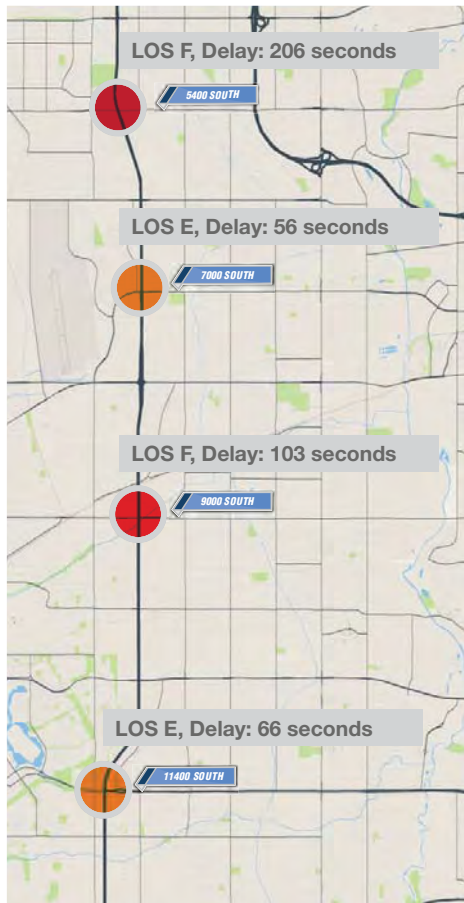 LOS F, Delay: 206 seconds
5400 SOUTH
LOS E, Delay: 56 seconds
7000 SOUTH
LOS F, Delay: 103 seconds
9000 SOUTH
LOS E, Delay: 66 seconds
11400 SOUTH